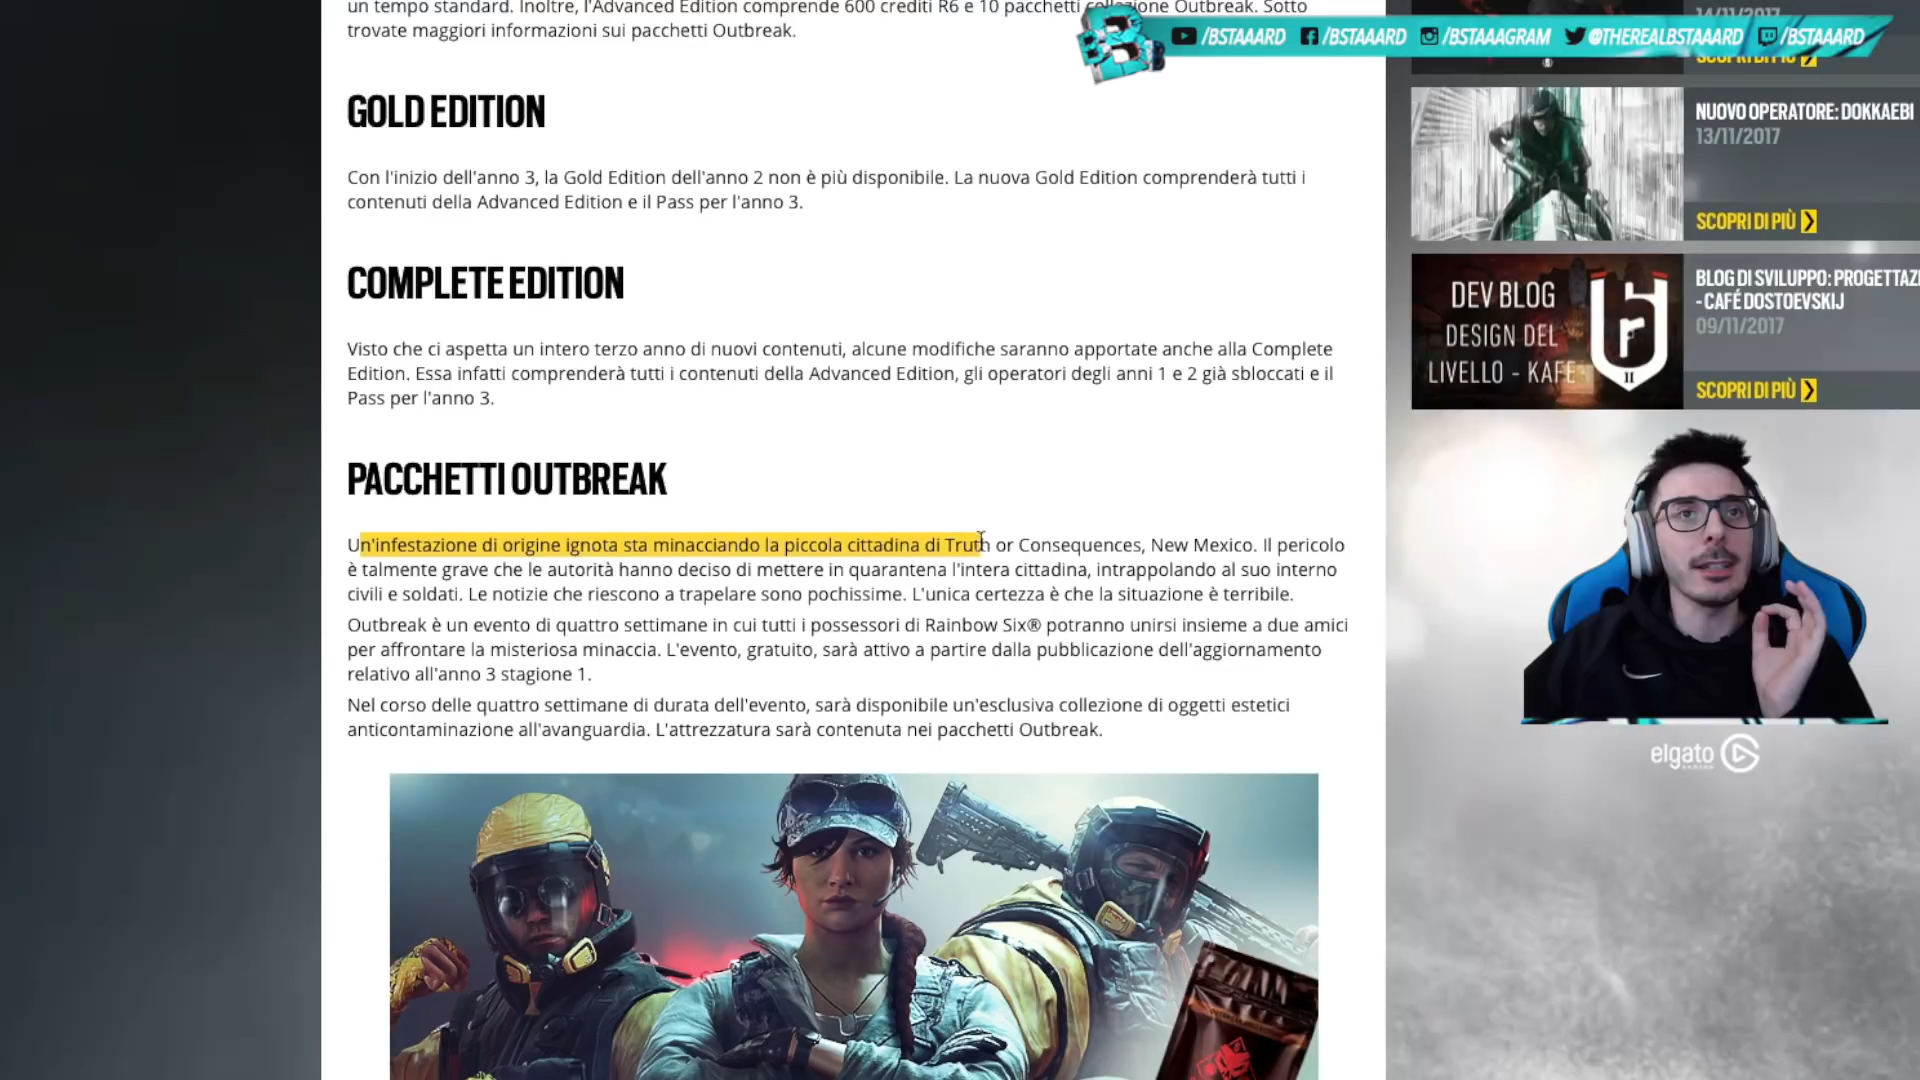 un tempo standard. Inoltre, l'Advanced Edition comprende 600 crediti R6 e 10 pacchetti collezione Outbreak. Sotto
trovate maggiori informazioni sui pacchetti Outbreak.
/BSTAAARD /BSTAAARD /BSTAAAGRAM @THEREALBSTAAARD /BSTAAARD
14/11/2017
SCOPRI DI PIÙ
GOLD EDITION
Con l'inizio dell'anno 3, la Gold Edition dell'anno 2 non è più disponibile. La nuova Gold Edition comprenderà tutti i
contenuti della Advanced Edition e il Pass per l'anno 3.
COMPLETE EDITION
Visto che ci aspetta un intero terzo anno di nuovi contenuti, alcune modifiche saranno apportate anche alla Complete
Edition. Essa infatti comprenderà tutti i contenuti della Advanced Edition, gli operatori degli anni 1 e 2 già sbloccati e il
Pass per l'anno 3.
PACCHETTI OUTBREAK
Un'infestazione di origine ignota sta minacciando la piccola cittadina di Truth or Consequences, New Mexico. Il pericolo
è talmente grave che le autorità hanno deciso di mettere in quarantena l'intera cittadina, intrappolando al suo interno
civili e soldati. Le notizie che riescono a trapelare sono pochissime. L'unica certezza è che la situazione è terribile.
Outbreak è un evento di quattro settimane in cui tutti i possessori di Rainbow Six® potranno unirsi insieme a due amici
per affrontare la misteriosa minaccia. L'evento, gratuito, sarà attivo a partire dalla pubblicazione dell'aggiornamento
relativo all'anno 3 stagione 1.
Nel corso delle quattro settimane di durata dell'evento, sarà disponibile un'esclusiva collezione di oggetti estetici
anticontaminazione all'avanguardia. L'attrezzatura sarà contenuta nei pacchetti Outbreak.
NUOVO OPERATORE: DOKKAEBI
13/11/2017
SCOPRI DI PIÙ
DEV BLOG
DESIGN DEL
LIVELLO - KAFE
BLOG DI SVILUPPO: PROGETTAZI
- CAFÉ DOSTOEVSKIJ
09/11/2017
SCOPRI DI PIÙ
elgato
GAMING